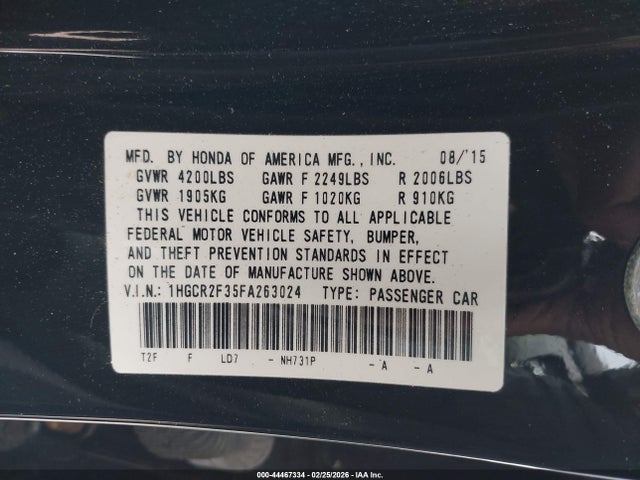 MFD. BY HONDA OF AMERICA MFG., INC. 08/'15
GVWR 4200LBS GAWR F 2249LBS R 2006LBS
GVWR 1905KG GAWR F 1020KG R 910KG
THIS VEHICLE CONFORMS TO ALL APPLICABLE
FEDERAL MOTOR VEHICLE SAFETY, BUMPER,
AND THEFT PREVENTION STANDARDS IN EFFECT
ON THE DATE OF MANUFACTURE SHOWN ABOVE.
V.I.N.: 1HGCR2F35FA263024 TYPE: PASSENGER CAR
T2F F LD7 - NH731P - A - A
000-44467334 - 02/25/2026 - IAA Inc.